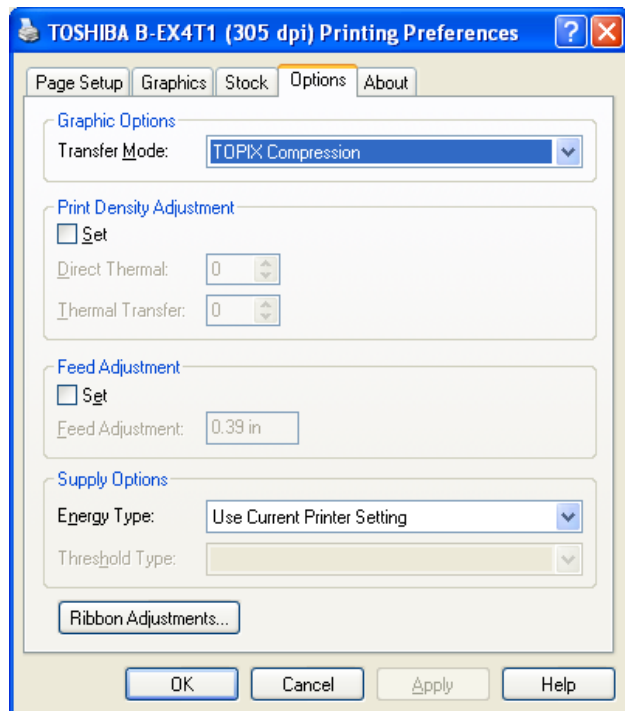 TOSHIBA B-EX4T1 (305 dpi) Printing Preferences
Page Setup Graphics Stock Options About
Graphic Options
Transfer Mode: TOPIX Compression
Print Density Adjustment
Set
Direct Thermal: 0
Thermal Transfer: 0
Feed Adjustment
Set
Feed Adjustment: 0.39 in
Supply Options
Energy Type: Use Current Printer Setting
Threshold Type:
Ribbon Adjustments...
OK Cancel Apply Help